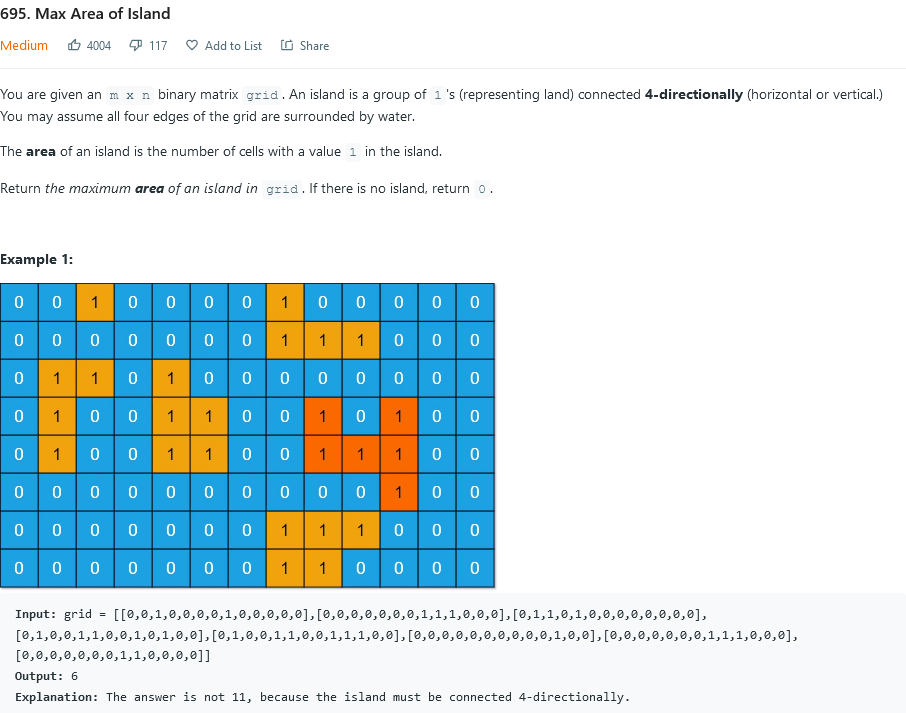 695. Max Area of Island
Medium 4004 117 Add to List Share
You are given an m x n binary matrix grid. An island is a group of 1's (representing land) connected 4-directionally (horizontal or vertical.)
You may assume all four edges of the grid are surrounded by water.
The area of an island is the number of cells with a value 1 in the island.
Return the maximum area of an island in grid. If there is no island, return 0.
Example 1:
0 0 1 0 0 0 0 1 0 0 0 0 0
0 0 0 0 0 0 0 1 1 1 0 0 0
0 1 1 0 1 0 0 0 0 0 0 0 0
0 1 0 0 1 1 0 0 1 0 1 0 0
0 1 0 0 1 1 0 0 1 1 1 0 0
0 0 0 0 0 0 0 0 0 0 1 0 0
0 0 0 0 0 0 0 1 1 1 0 0 0
0 0 0 0 0 0 0 1 1 0 0 0 0
Input: grid = [[0,0,1,0,0,0,0,1,0,0,0,0,0],[0,0,0,0,0,0,0,1,1,1,0,0,0],[0,1,1,0,1,0,0,0,0,0,0,0,0],
[0,1,0,0,1,1,0,0,1,0,1,0,0],[0,1,0,0,1,1,0,0,1,1,1,0,0],[0,0,0,0,0,0,0,0,0,0,1,0,0],[0,0,0,0,0,0,0,1,1,1,0,0,0],
[0,0,0,0,0,0,0,1,1,0,0,0,0]]
Output: 6
Explanation: The answer is not 11, because the island must be connected 4-directionally.